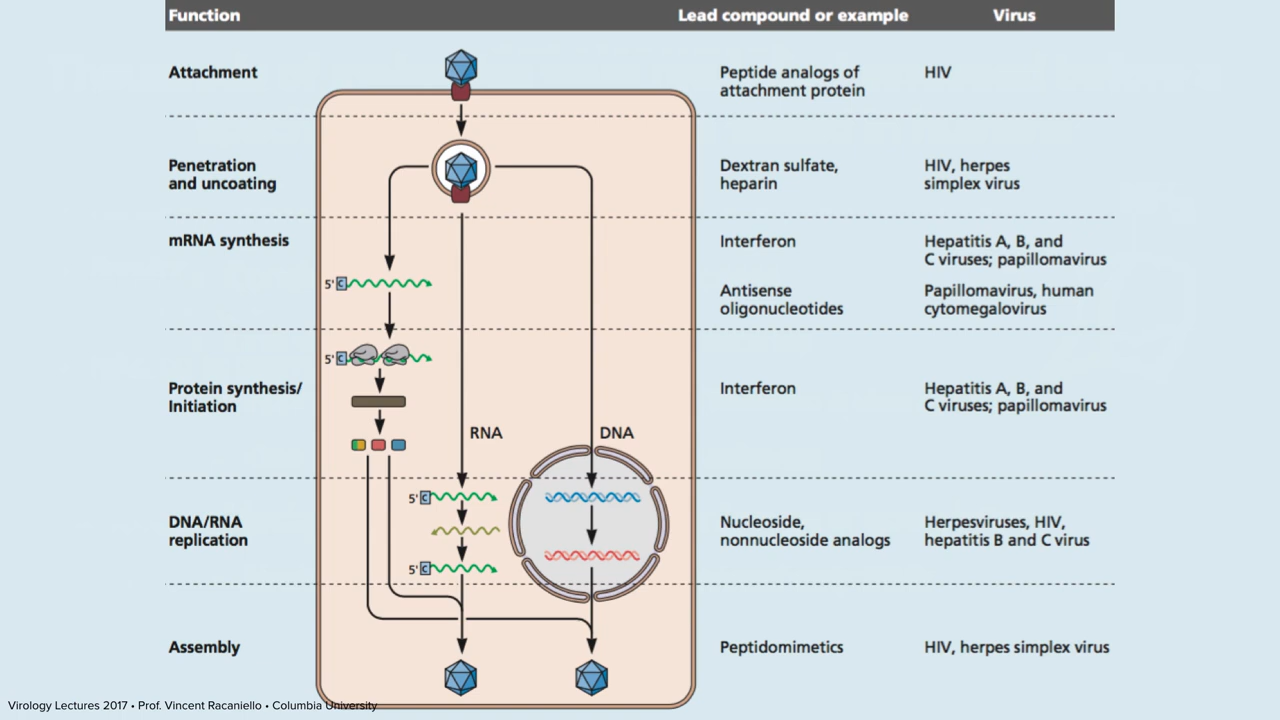 Function Lead compound or example Virus
Attachment
Peptide analogs of
attachment protein
HIV
Penetration
and uncoating
Dextran sulfate,
heparin
HIV, herpes
simplex virus
mRNA synthesis
Interferon
Hepatitis A, B, and
C viruses; papillomavirus
5' C
Antisense
oligonucleotides
Papillomavirus, human
cytomegalovirus
5' C
Protein synthesis/
Initiation
Interferon
Hepatitis A, B, and
C viruses; papillomavirus
RNA
DNA
5' C
DNA/RNA
replication
Nucleoside,
nonnucleoside analogs
Herpesviruses, HIV,
hepatitis B and C virus
5' C
Assembly
Peptidomimetics
HIV, herpes simplex virus
Virology Lectures 2017 • Prof. Vincent Racaniello • Columbia University